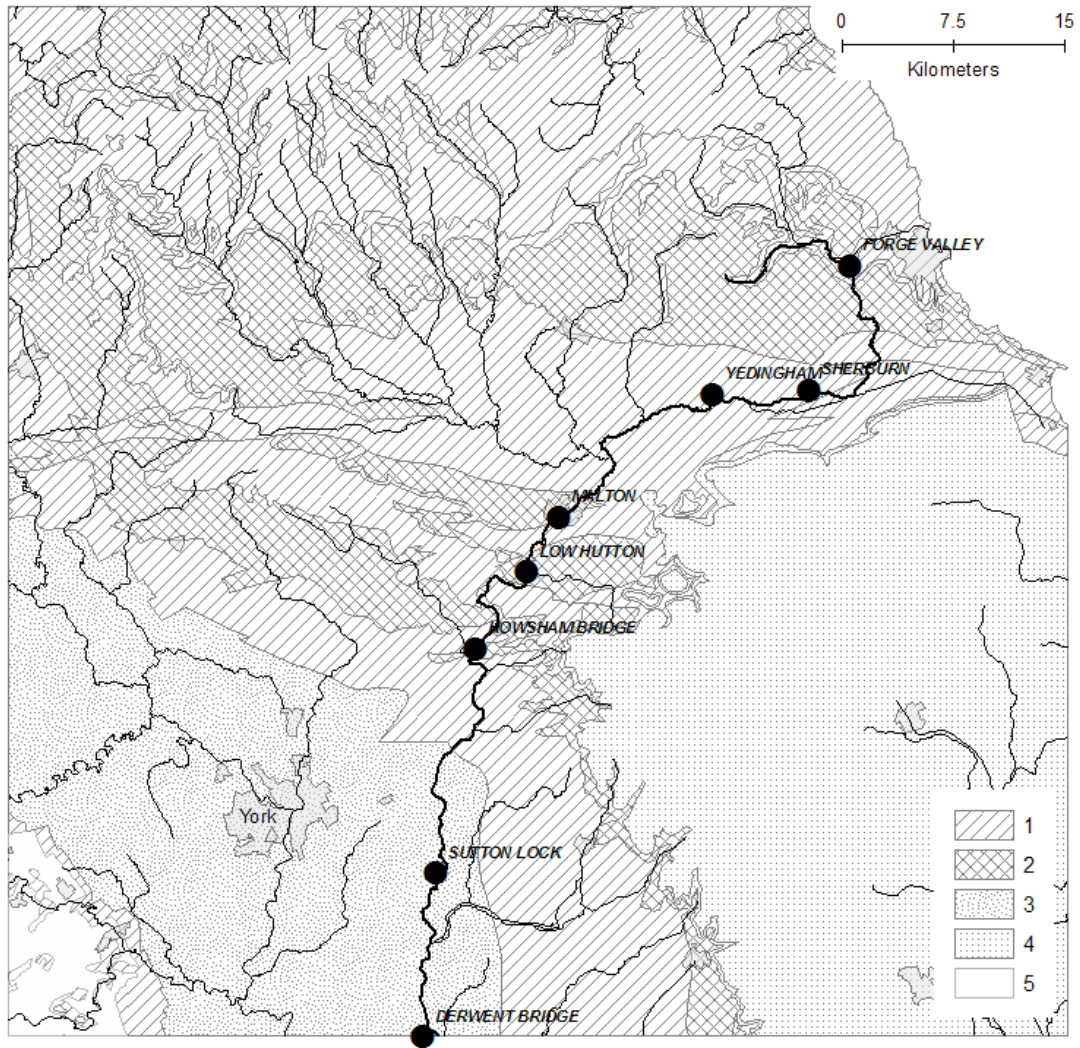 0 7.5 15
Kilometers
FORGE VALLEY
YEDINGHAM
SHERBURN
MALTON
LOW HUTTON
HOWSHAM BRIDGE
York
SUTTON LOCK
DERWENT BRIDGE
1
2
3
4
5